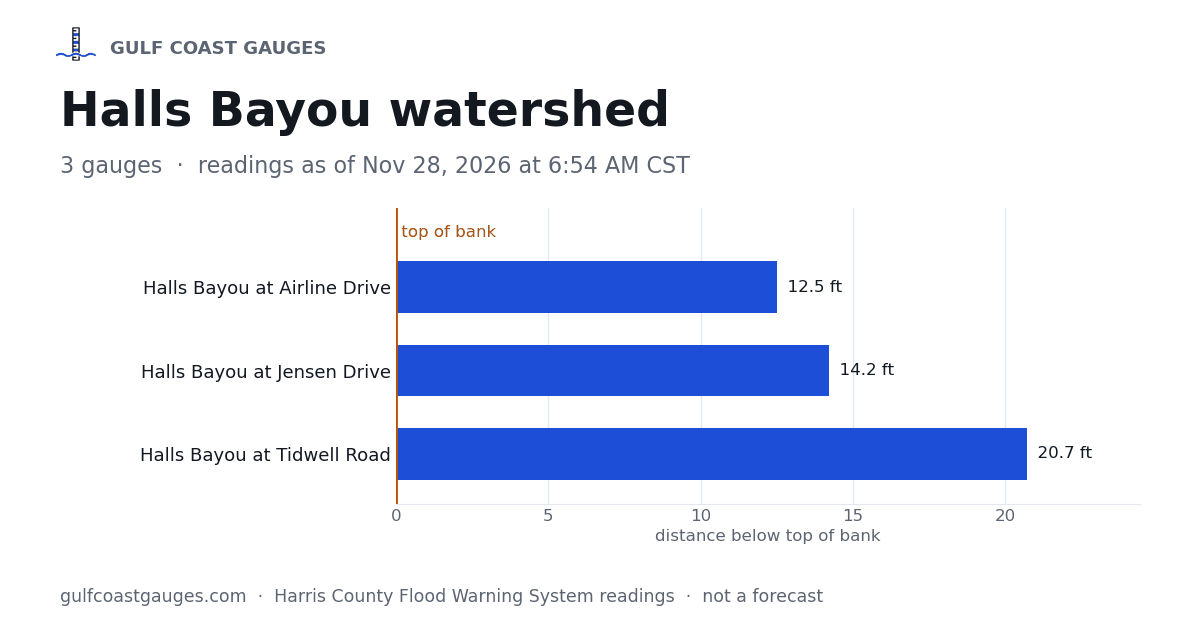 GULF COAST GAUGES
Halls Bayou watershed
3 gauges · readings as of Nov 28, 2026 at 6:54 AM CST
top of bank
Halls Bayou at Airline Drive 12.5 ft
Halls Bayou at Jensen Drive 14.2 ft
Halls Bayou at Tidwell Road 20.7 ft
0 5 10 15 20
distance below top of bank
gulfcoastgauges.com · Harris County Flood Warning System readings · not a forecast